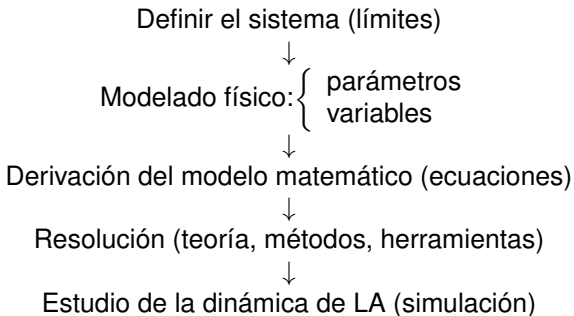 Definir el sistema (límites)
↓
Modelado físico: { parámetros
variables
↓
Derivación del modelo matemático (ecuaciones)
↓
Resolución (teoría, métodos, herramientas)
↓
Estudio de la dinámica de LA (simulación)